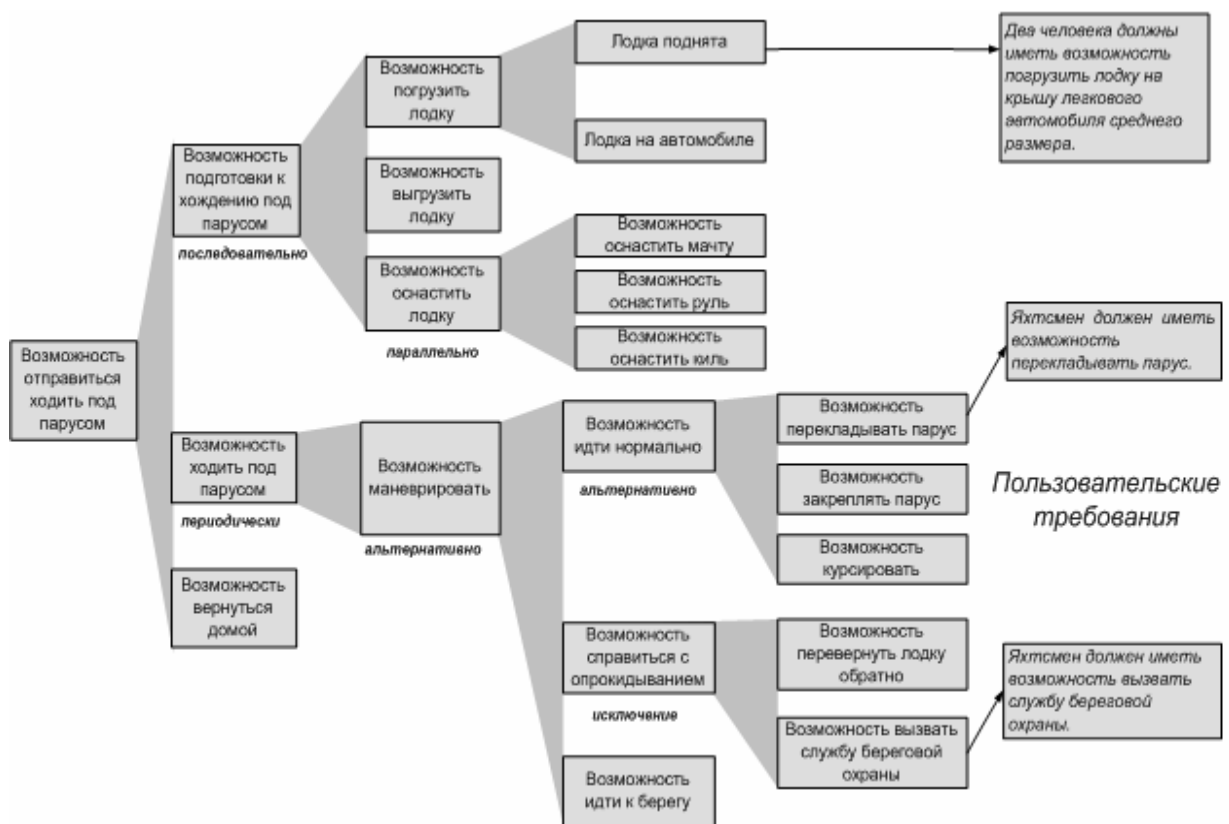 Возможность
отправиться
ходить под
парусом
Возможность
подготовки к
хождению под
парусом
последовательно
Возможность
ходить под
парусом
периодически
Возможность
вернуться
домой
Возможность
погрузить
лодку
Возможность
выгрузить
лодку
Возможность
оснастить
лодку
параллельно
Возможность
маневрировать
альтернативно
Лодка поднята
Лодка на автомобиле
Возможность
оснастить мачту
Возможность
оснастить руль
Возможность
оснастить киль
Возможность
идти нормально
альтернативно
Возможность
справиться с
опрокидыванием
исключение
Возможность
идти к берегу
Возможность
перекладывать парус
Возможность
закреплять парус
Возможность
курсировать
Возможность
перевернуть лодку
обратно
Возможность вызвать
службу береговой
охраны
Два человека должны
иметь возможность
погрузить лодку на
крышу легкового
автомобиля среднего
размера.
Яхтсмен должен иметь
возможность
перекладывать парус.
Пользовательские
требования
Яхтсмен должен иметь
возможность вызвать
службу береговой
охраны.